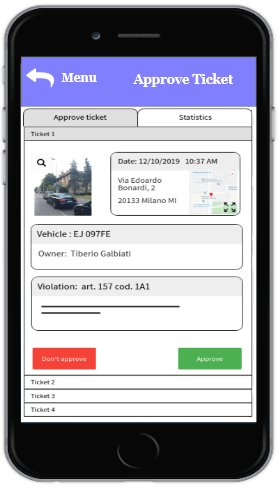 Menu Approve Ticket
Approve ticket Statistics
Ticket 1
Date: 12/10/2019 10:37 AM
Via Edoardo
Bonardi, 2
20133 Milano MI
Vehicle : EJ 097FE
Owner: Tiberio Galbiati
Violation: art. 157 cod. 1A1
Don't approve Approve
Ticket 2
Ticket 3
Ticket 4